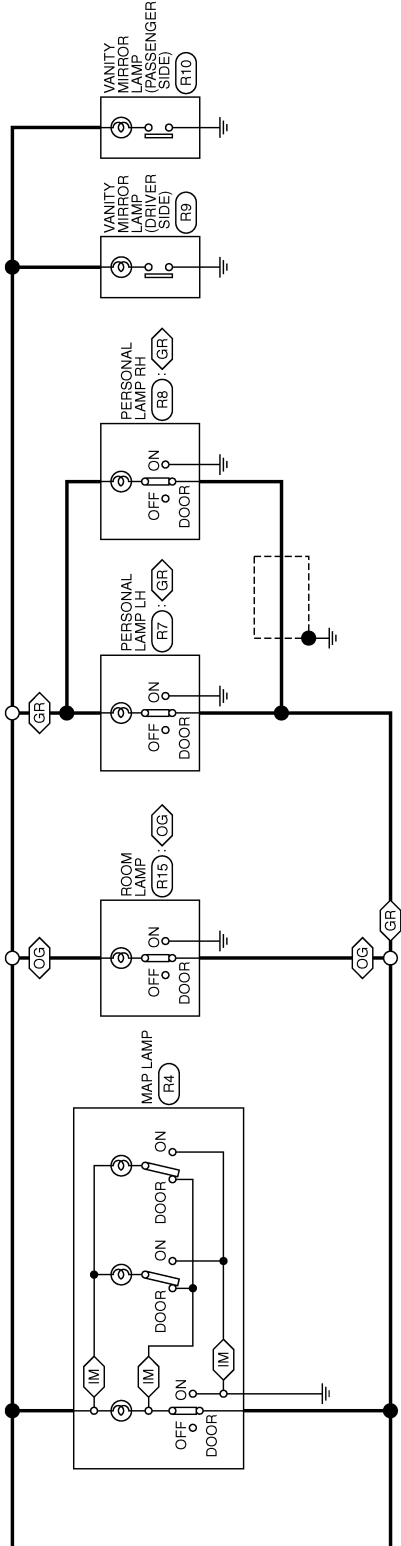 VANITY
MIRROR
LAMP
(PASSENGER
SIDE)
R10
VANITY
MIRROR
LAMP
(DRIVER
SIDE)
R9
PERSONAL
LAMP RH
R8 : GR
ON
OFF
DOOR
PERSONAL
LAMP LH
R7 : GR
ON
OFF
DOOR
GR
ROOM
LAMP
R15 : OG
ON
OFF
DOOR
OG
OG
GR
MAP LAMP
R4
ON
DOOR
ON
DOOR
IM
IM
IM
ON
OFF
DOOR